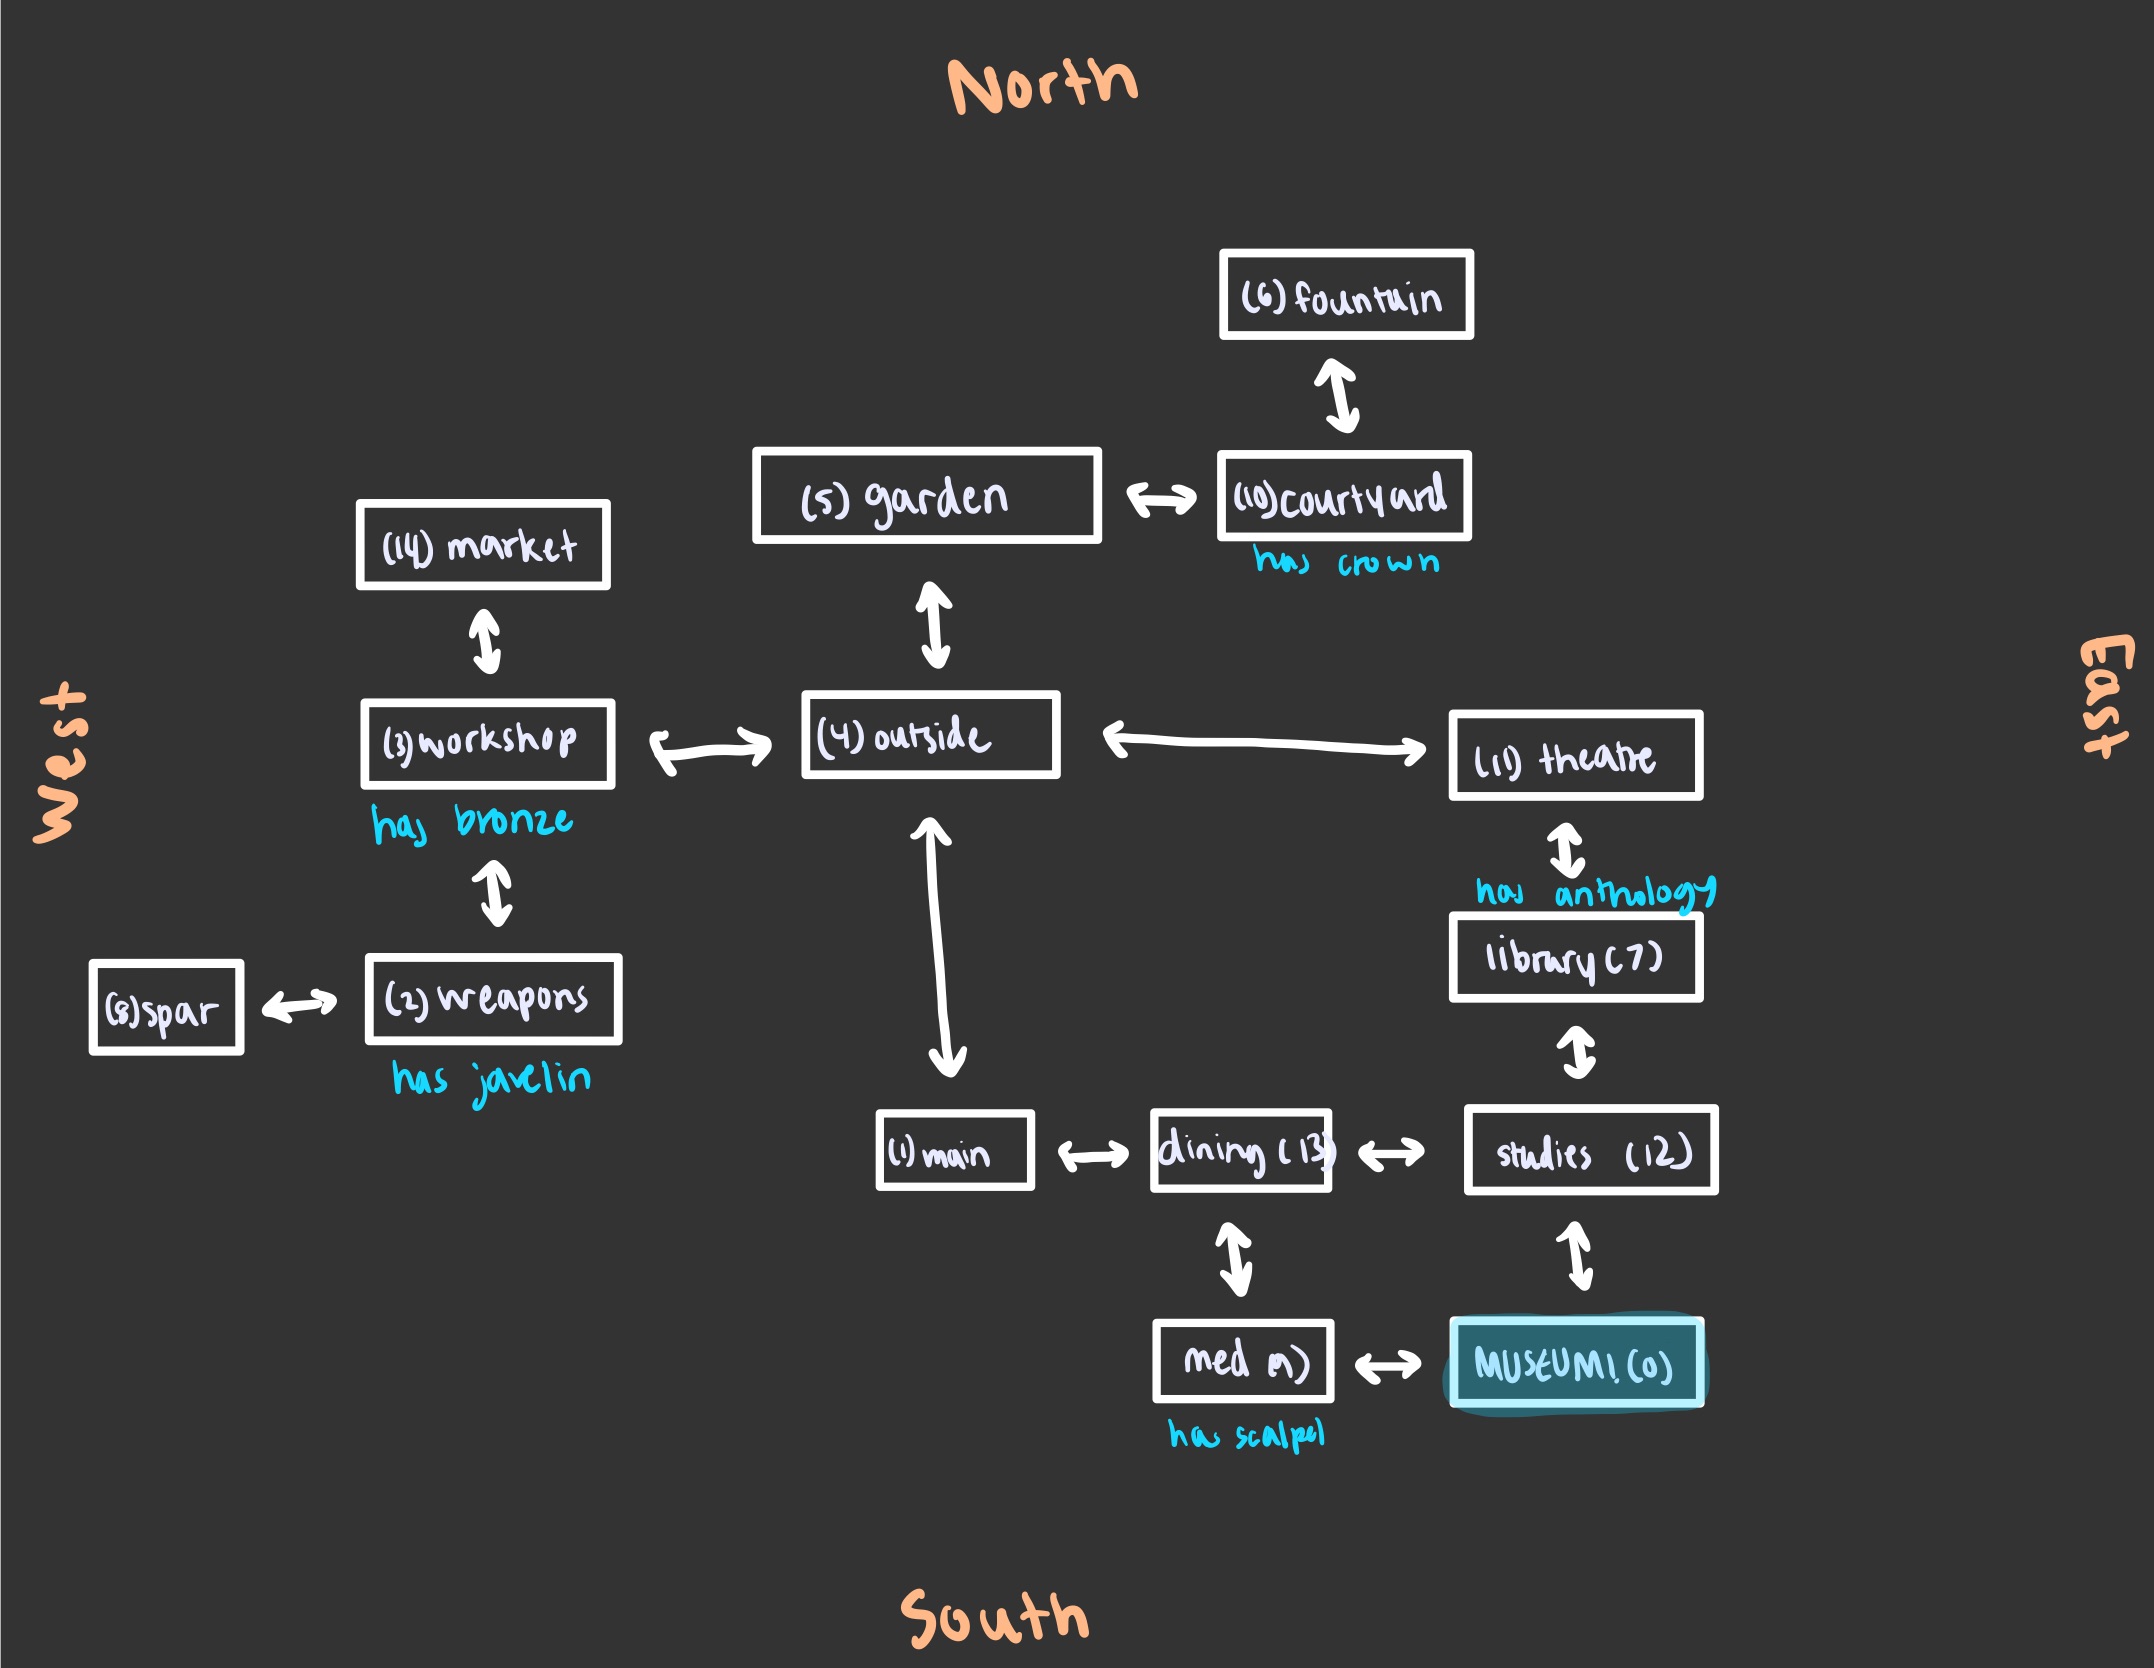 North
(6) fountain
(5) garden
(10) courtyard
has crown
(14) market
West
East
(3) workshop
has bronze
(4) outside
(11) theatre
has anthology
library (7)
(8) spar
(2) weapons
has javelin
(1) main
dining (13)
studies (12)
med (9)
has scalpel
MUSEUM! (0)
South